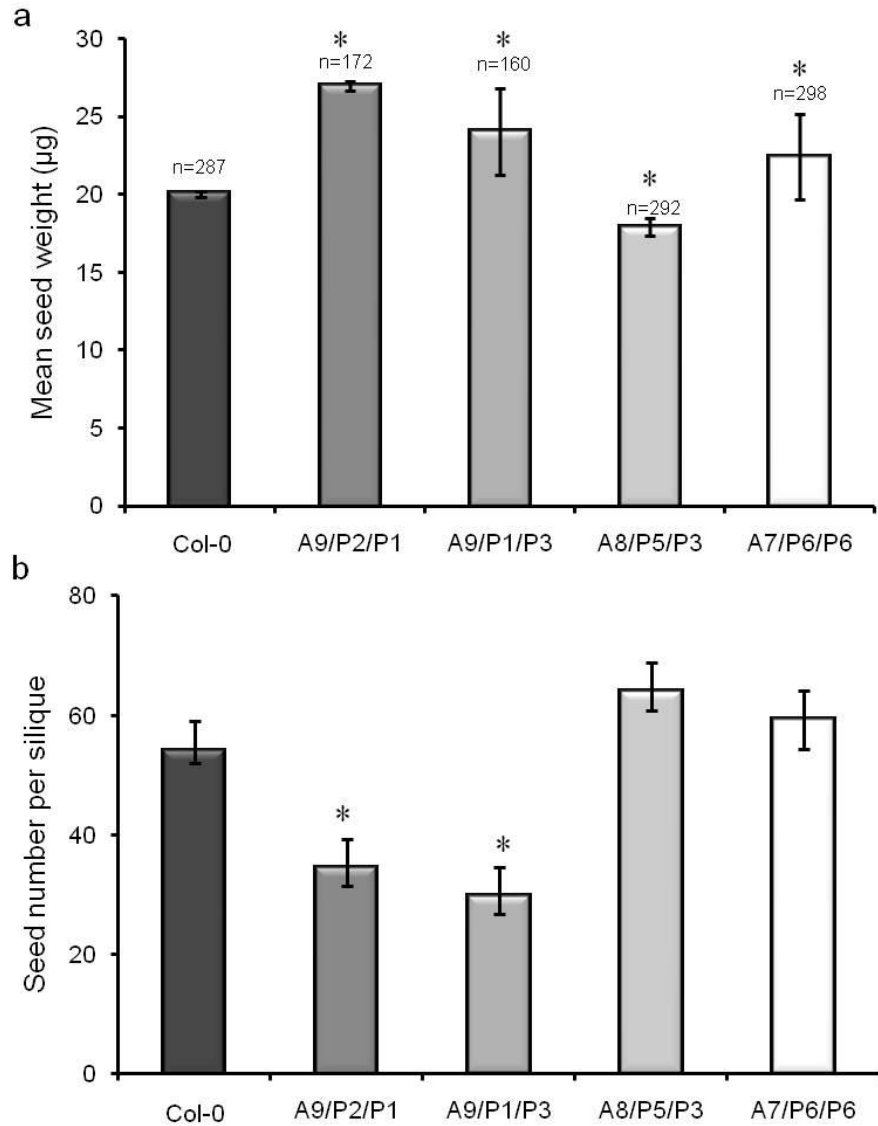 a
Mean seed weight (µg)
30
25
20
15
10
5
0
n=287
*
n=172
*
n=160
*
n=292
*
n=298
Col-0 A9/P2/P1 A9/P1/P3 A8/P5/P3 A7/P6/P6
b
Seed number per silique
80
60
40
20
0
*
*
Col-0 A9/P2/P1 A9/P1/P3 A8/P5/P3 A7/P6/P6